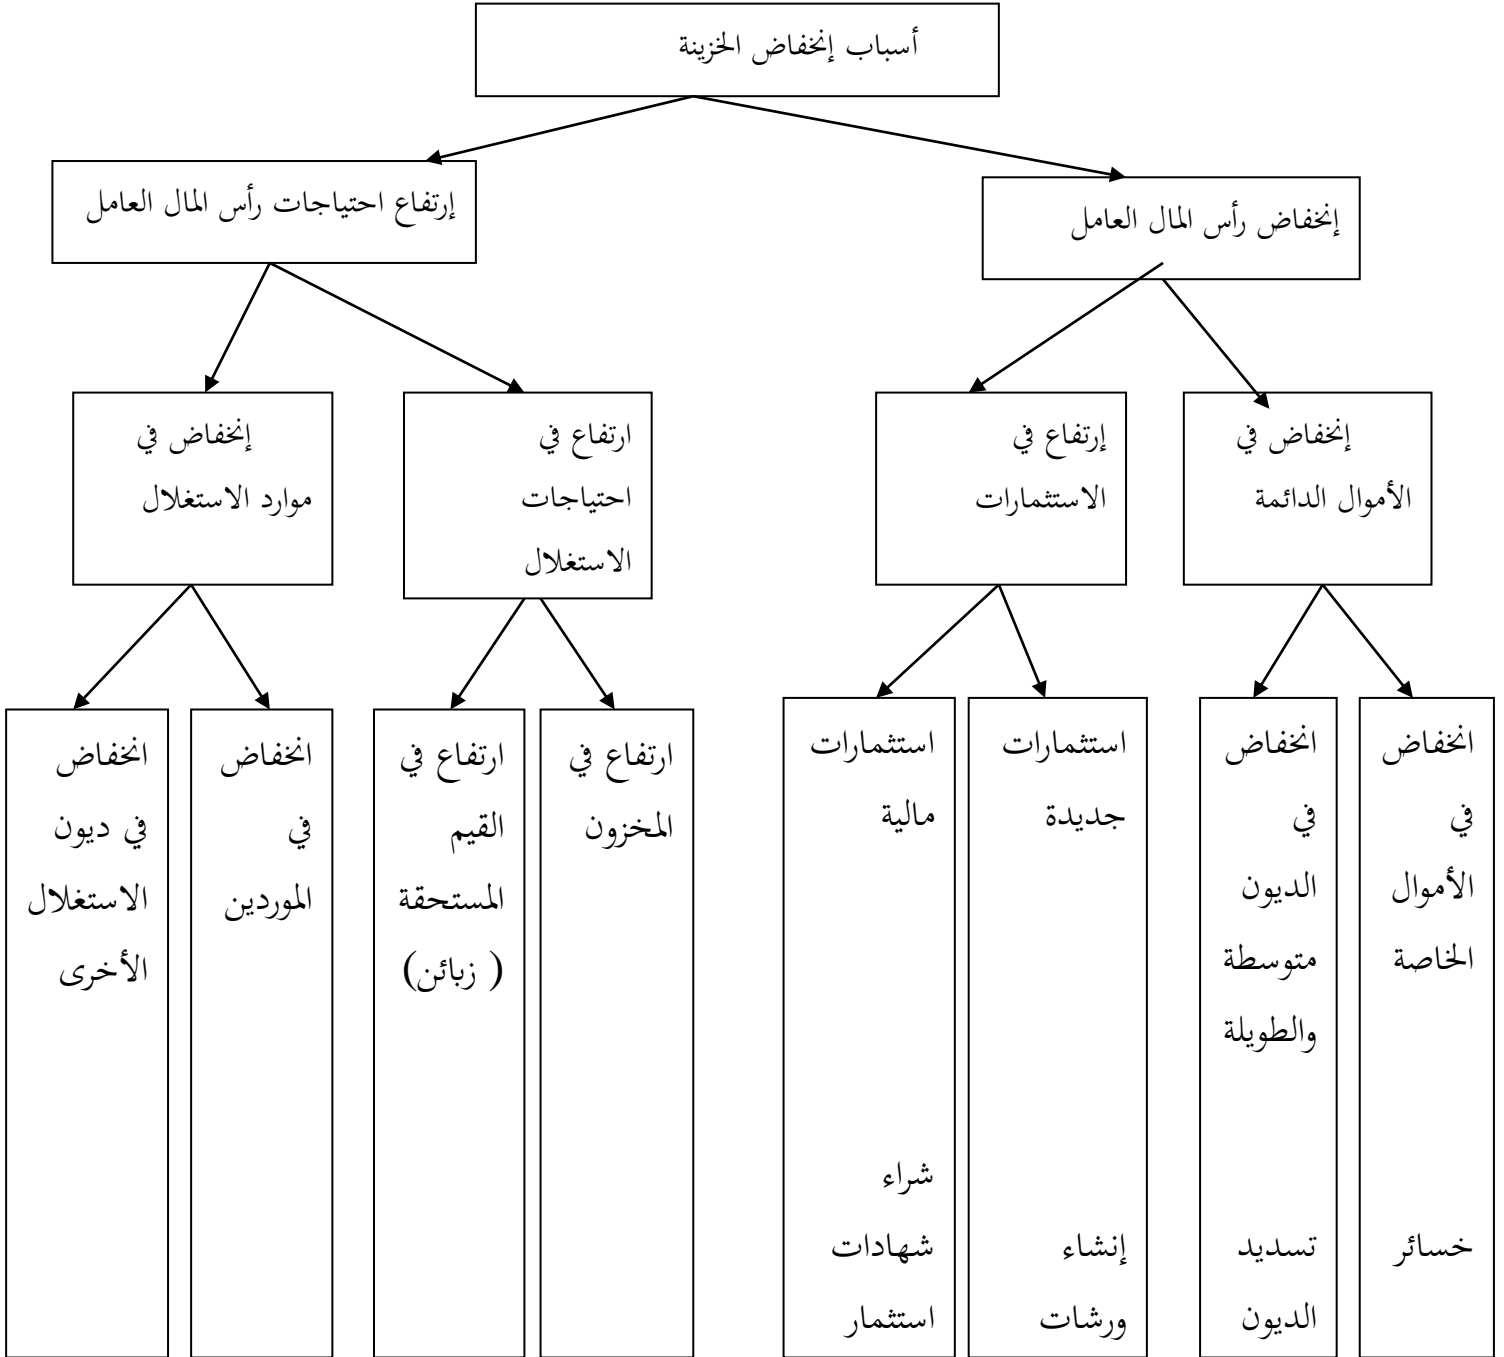 أسباب إنخفاض الخزينة
إنخفاض رأس المال العامل
إرتفاع احتياجات رأس المال العامل
إنخفاض في
الأموال الدائمة
إرتفاع في
الاستثمارات
ارتفاع في
احتياجات
الاستغلال
إنخفاض في
موارد الاستغلال
انخفاض
في
الأموال
الخاصة
خسائر
انخفاض
في
الديون
متوسطة
والطويلة
تسديد
الديون
استثمارات
جديدة
إنشاء
ورشات
استثمارات
مالية
شراء
شهادات
استثمار
ارتفاع في
المخزون
ارتفاع في
القيم
المستحقة
( زبائن)
انخفاض
في
الموردين
انخفاض
في ديون
الاستغلال
الأخرى